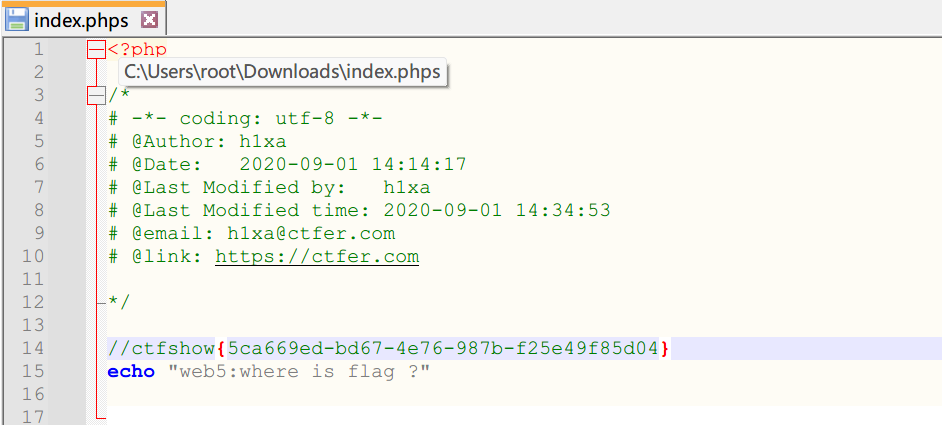 index.phps
1 <?php
C:\Users\root\Downloads\index.phps
2
3 /*
4 # -*- coding: utf-8 -*-
5 # @Author: h1xa
6 # @Date:   2020-09-01 14:14:17
7 # @Last Modified by:   h1xa
8 # @Last Modified time: 2020-09-01 14:34:53
9 # @email: h1xa@ctfer.com
10 # @link: https://ctfer.com
11
12 */
13
14 //ctfshow{5ca669ed-bd67-4e76-987b-f25e49f85d04}
15 echo "web5:where is flag ?"
16
17